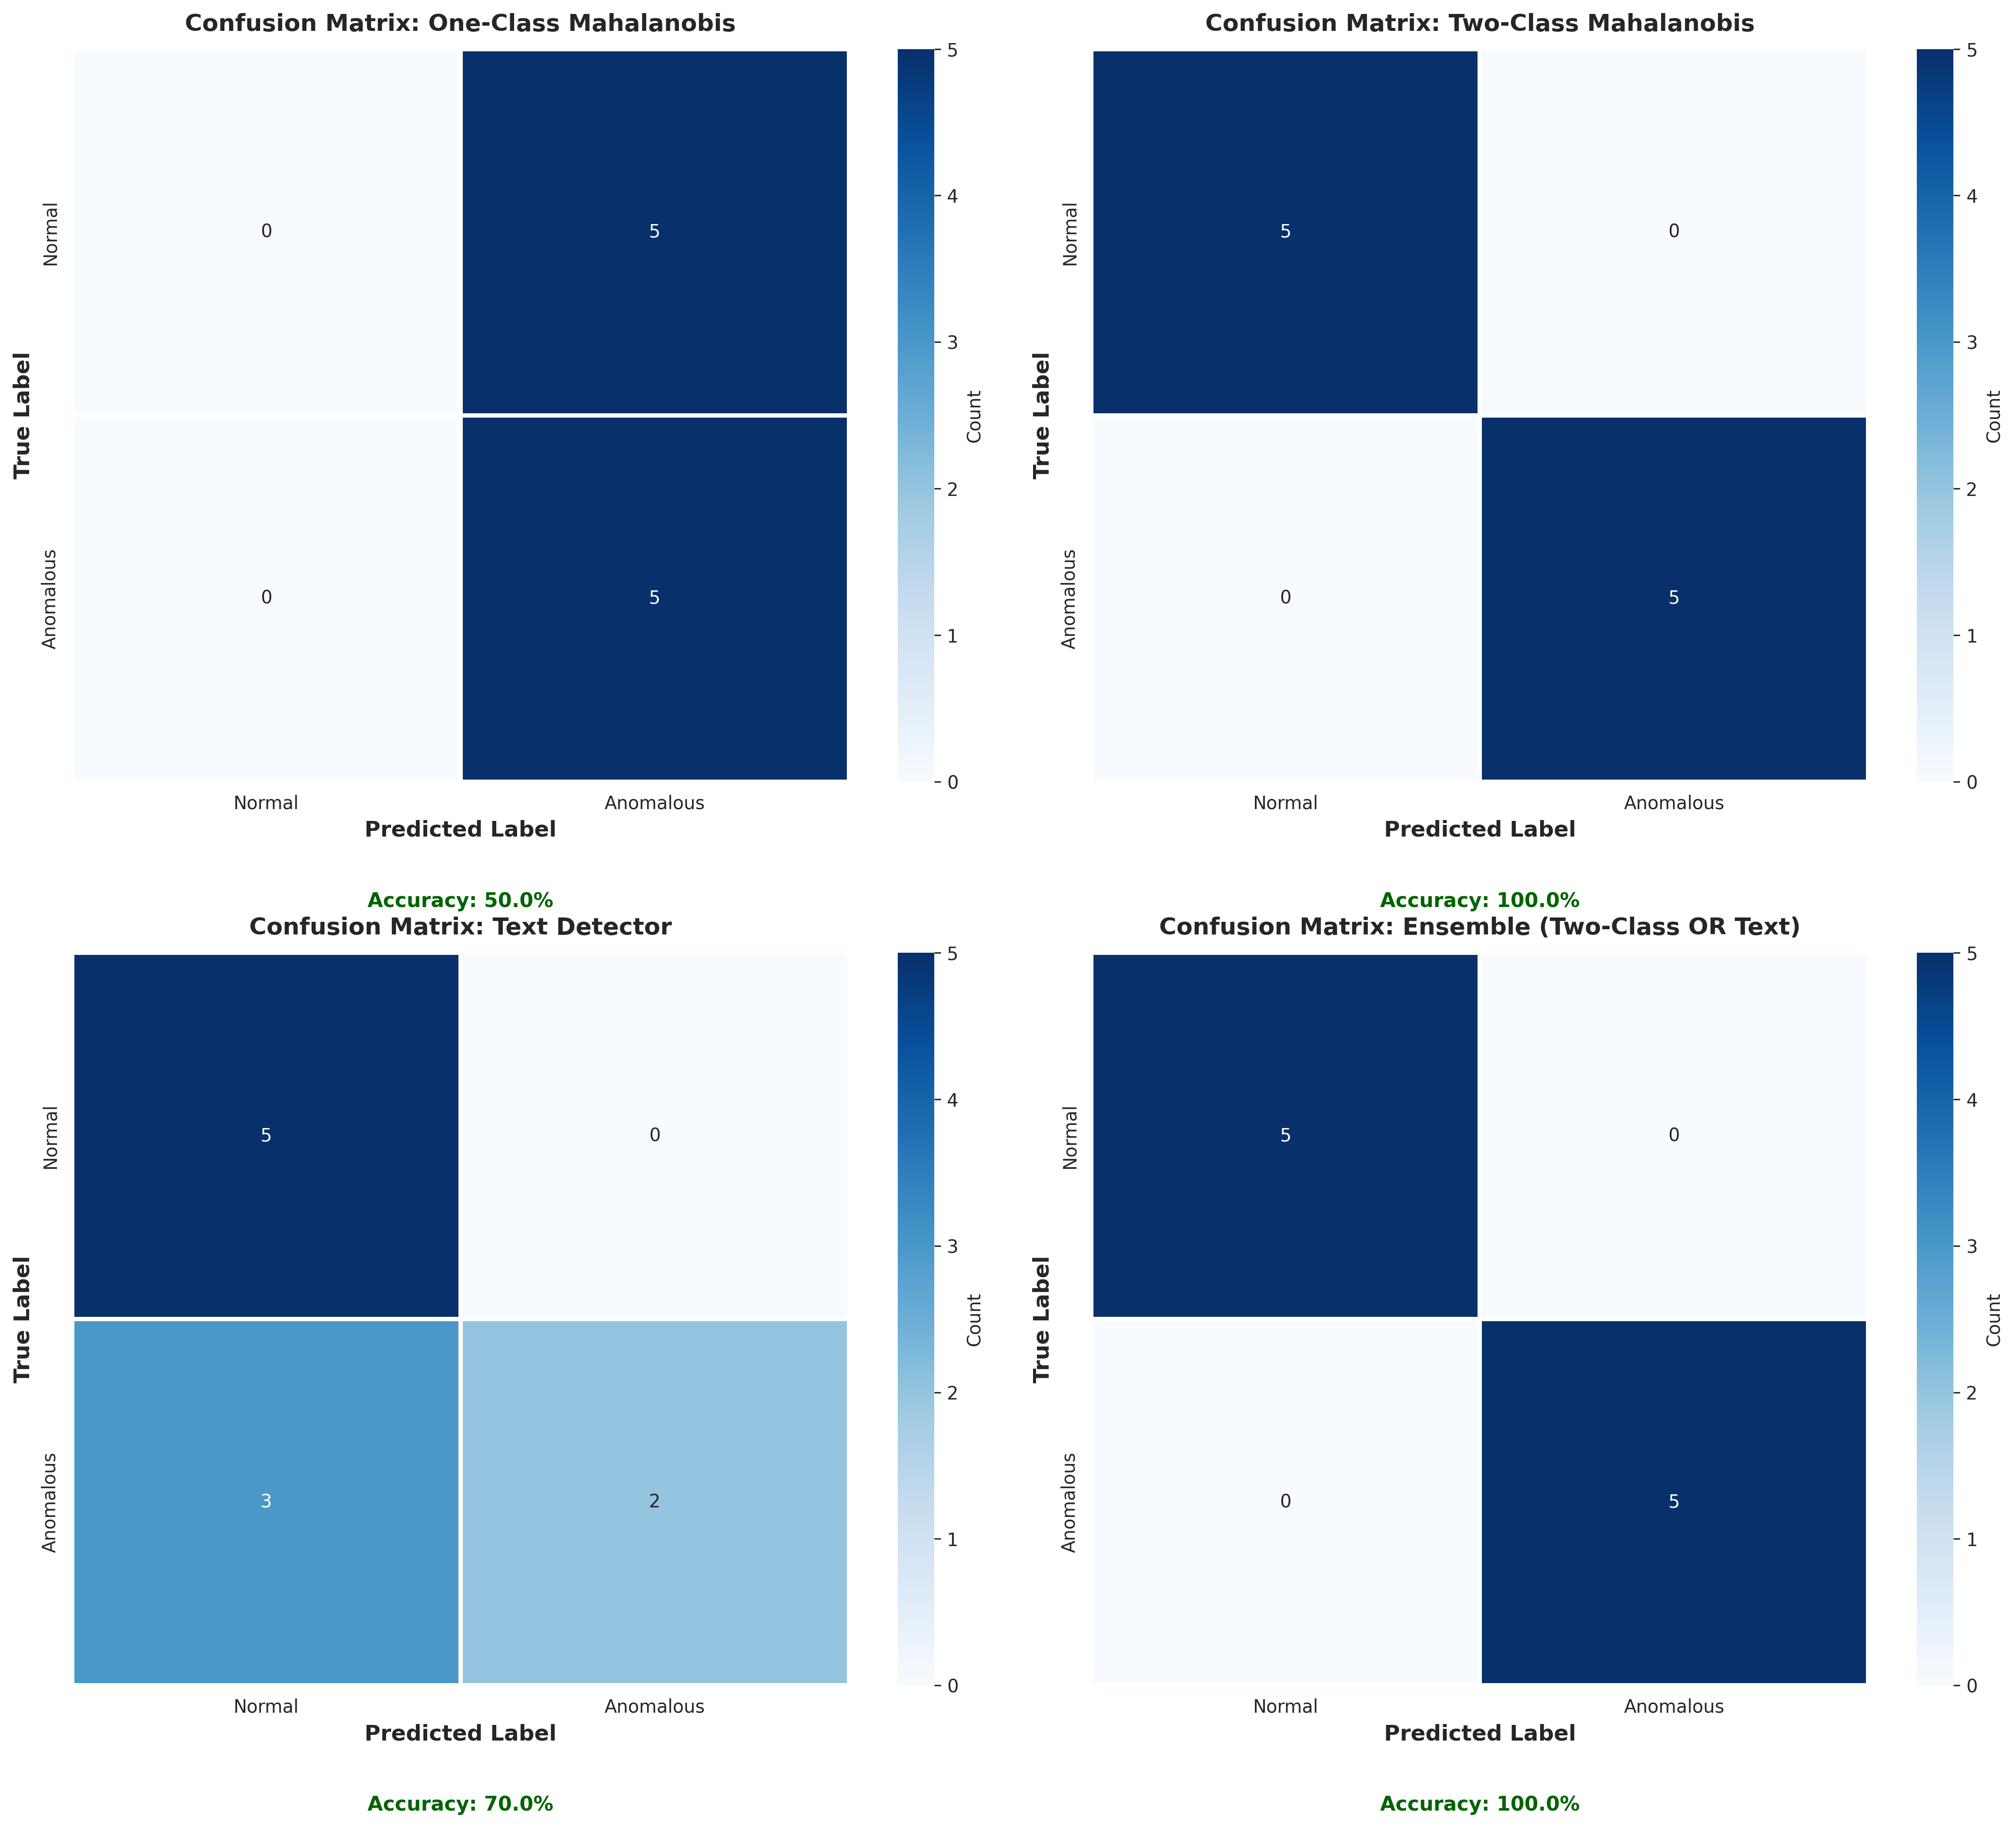 Confusion Matrix: One-Class Mahalanobis
True Label
Normal
Anomalous
0
5
0
5
Normal
Anomalous
Predicted Label
5
4
3
2
1
0
Count
Accuracy: 50.0%
Confusion Matrix: Two-Class Mahalanobis
True Label
Normal
Anomalous
5
0
0
5
Normal
Anomalous
Predicted Label
5
4
3
2
1
0
Count
Accuracy: 100.0%
Confusion Matrix: Text Detector
True Label
Normal
Anomalous
5
0
3
2
Normal
Anomalous
Predicted Label
5
4
3
2
1
0
Count
Accuracy: 70.0%
Confusion Matrix: Ensemble (Two-Class OR Text)
True Label
Normal
Anomalous
5
0
0
5
Normal
Anomalous
Predicted Label
5
4
3
2
1
0
Count
Accuracy: 100.0%